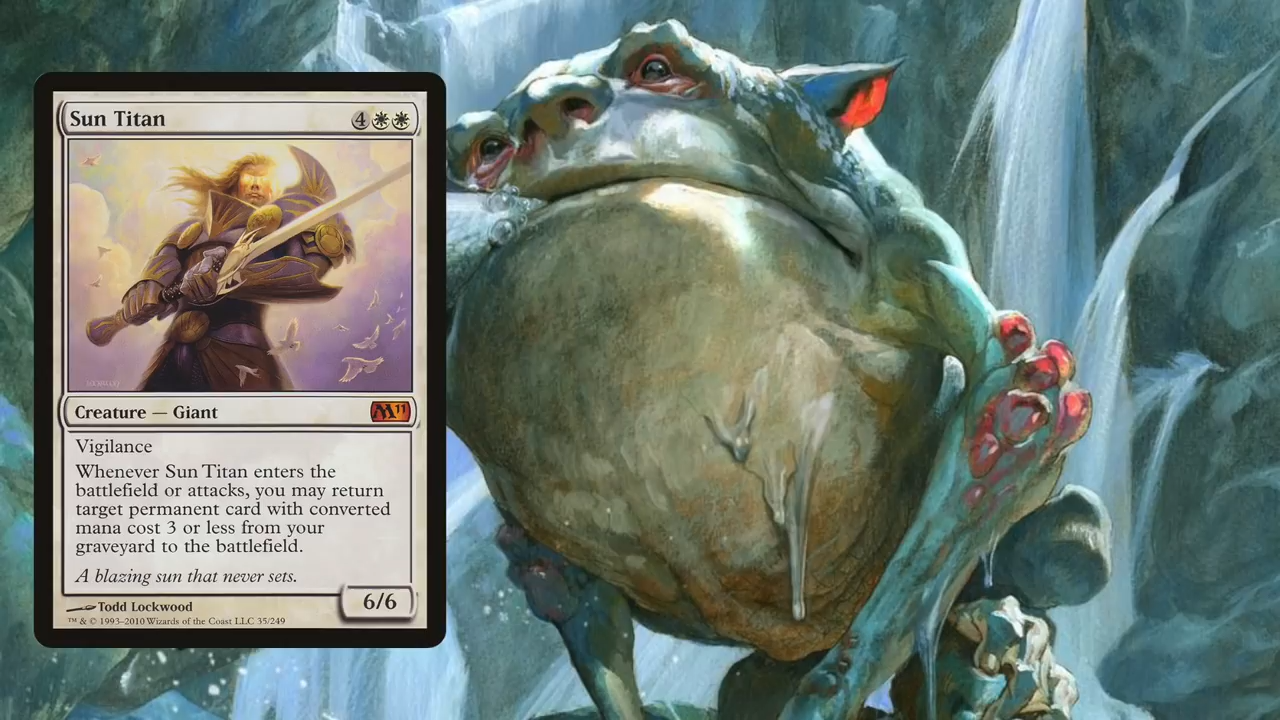 Sun Titan 4
Creature — Giant M11
Vigilance
Whenever Sun Titan enters the
battlefield or attacks, you may return
target permanent card with converted
mana cost 3 or less from your
graveyard to the battlefield.
A blazing sun that never sets.
Todd Lockwood
6/6
™ & © 1993–2010 Wizards of the Coast LLC 35/249